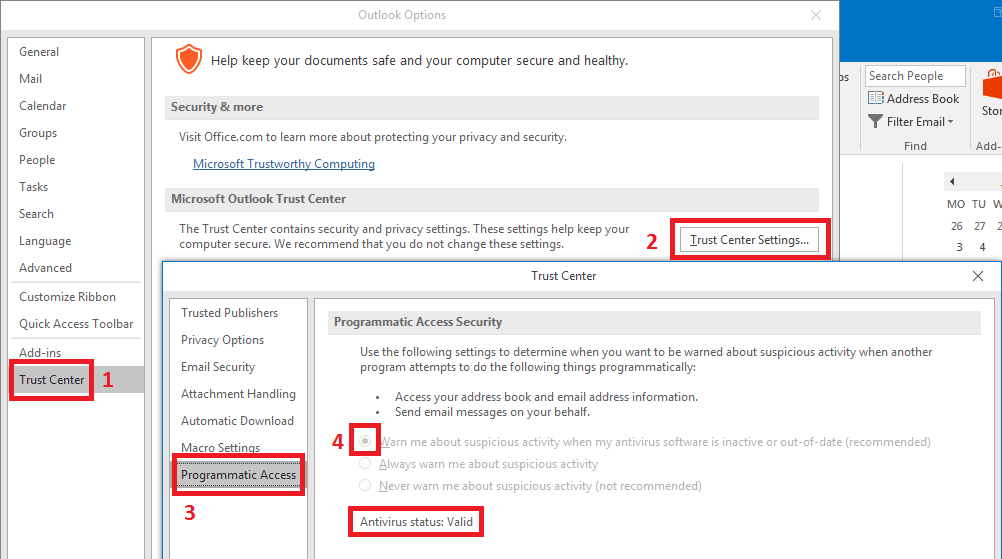 Outlook Options
General
Mail
Calendar
Groups
People
Tasks
Search
Language
Advanced
Customize Ribbon
Quick Access Toolbar
Add-ins
Trust Center
1
Help keep your documents safe and your computer secure and healthy.
Security & more
Visit Office.com to learn more about protecting your privacy and security.
Microsoft Trustworthy Computing
Microsoft Outlook Trust Center
The Trust Center contains security and privacy settings. These settings help keep your
computer secure. We recommend that you do not change these settings.
2
Trust Center Settings...
Search People
Address Book
Filter Email
Find
Add-
MO TU
26 27
3 4
Trust Center
Trusted Publishers
Privacy Options
Email Security
Attachment Handling
Automatic Download
Macro Settings
Programmatic Access
3
Programmatic Access Security
Use the following settings to determine when you want to be warned about suspicious activity when another
program attempts to do the following things programmatically:
• Access your address book and email address information.
• Send email messages on your behalf.
4
Warn me about suspicious activity when my antivirus software is inactive or out-of-date (recommended)
Always warn me about suspicious activity
Never warn me about suspicious activity (not recommended)
Antivirus status: Valid